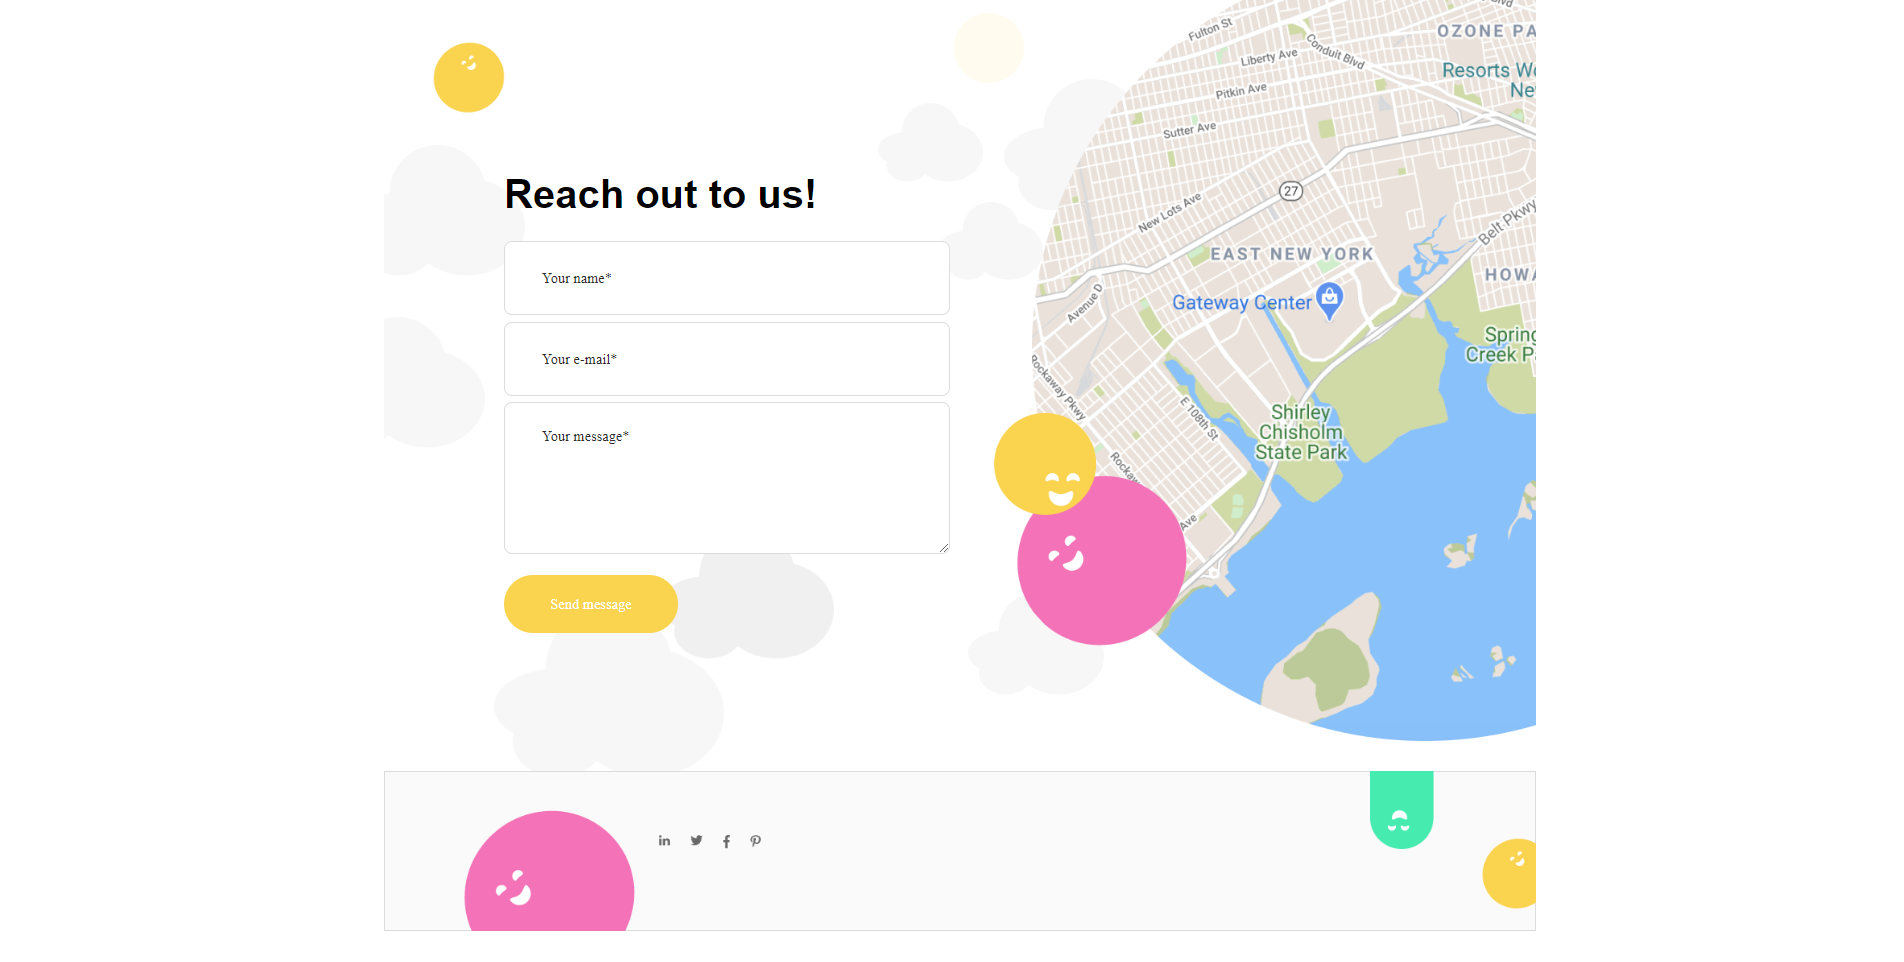 Reach out to us!
Your name*
Your e-mail*
Your message*
Send message
Fulton St
Liberty Ave
Conduit Blvd
Pitkin Ave
Sutter Ave
OZONE PA
Resorts Wo
Ne
27
New Lots Ave
Belt Pkwy
EAST NEW YORK
HOWA
Avenue D
Gateway Center
Spring
Creek P
Rockaway Pkwy
E 108th St
Shirley
Chisholm
State Park
Rockaw
Ave
in